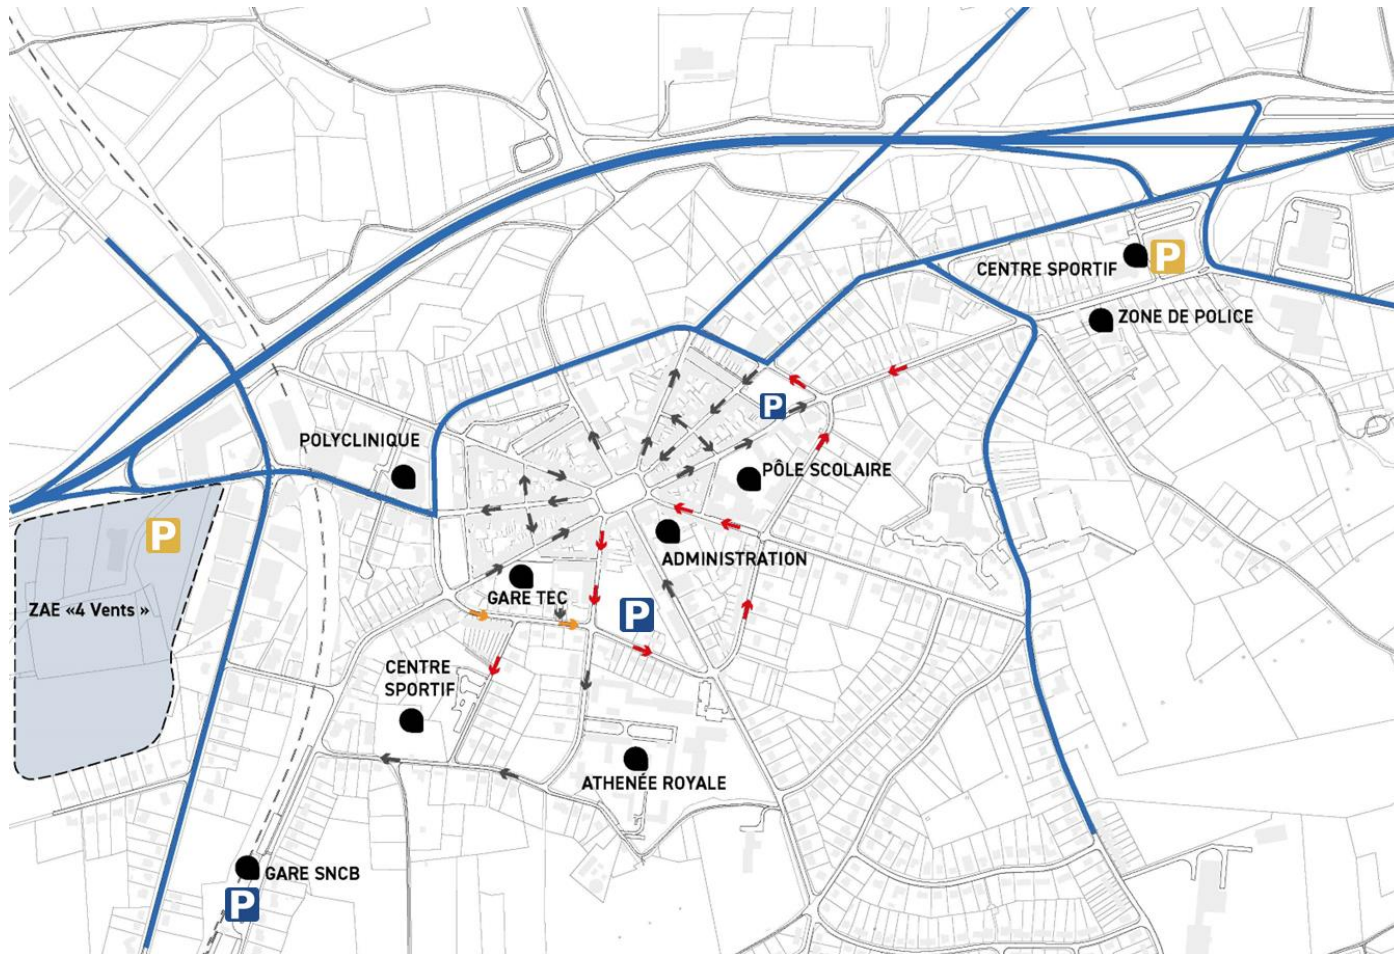 CENTRE SPORTIF
P
ZONE DE POLICE
P
POLYCLINIQUE
PÔLE SCOLAIRE
P
ADMINISTRATION
GARE TEC
P
ZAE «4 Vents »
CENTRE
SPORTIF
ATHENÉE ROYALE
GARE SNCB
P